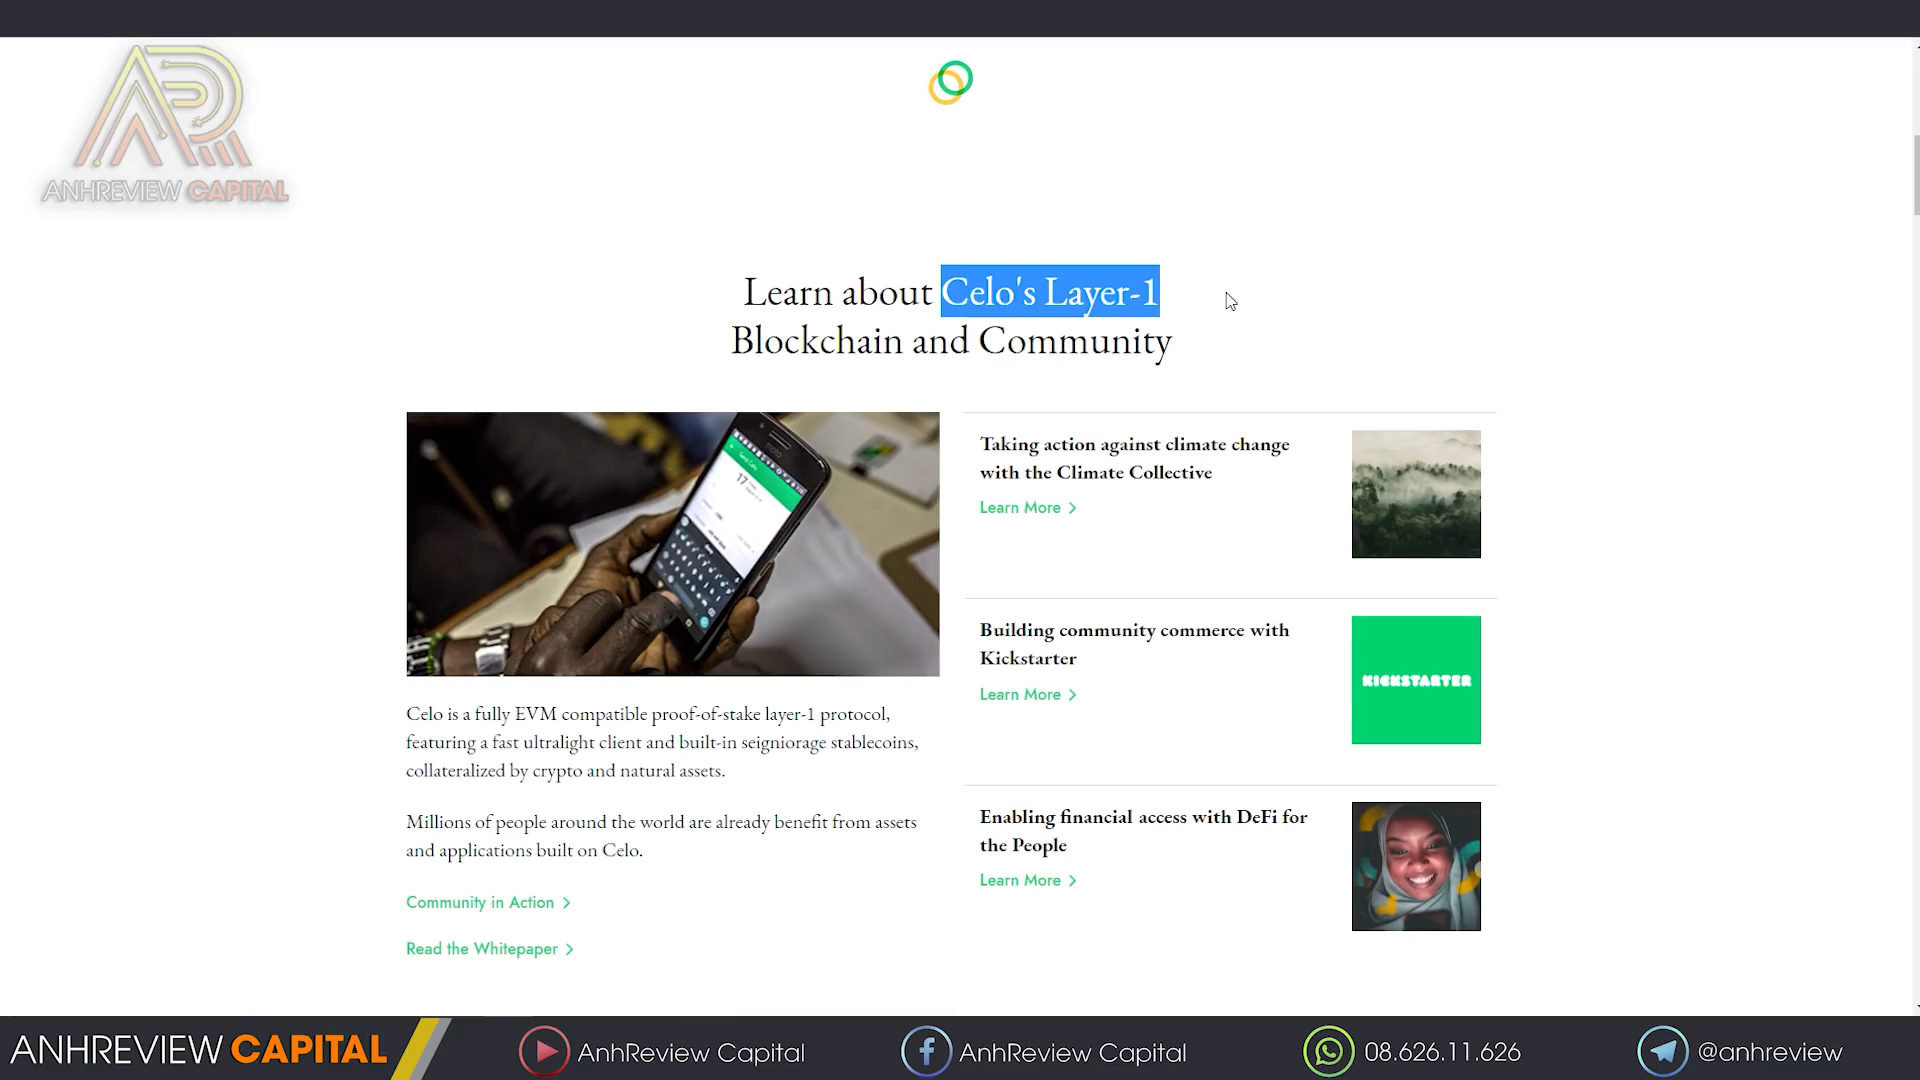 ANHREVIEW CAPITAL
Learn about Celo's Layer-1
Blockchain and Community
Taking action against climate change
with the Climate Collective
Learn More
Building community commerce with
Kickstarter
Learn More
KICKSTARTER
Enabling financial access with DeFi for
the People
Learn More
Celo is a fully EVM compatible proof-of-stake layer-1 protocol,
featuring a fast ultralight client and built-in seigniorage stablecoins,
collateralized by crypto and natural assets.
Millions of people around the world are already benefit from assets
and applications built on Celo.
Community in Action
Read the Whitepaper
ANHREVIEW CAPITAL
AnhReview Capital
AnhReview Capital
08.626.11.626
@anhreview